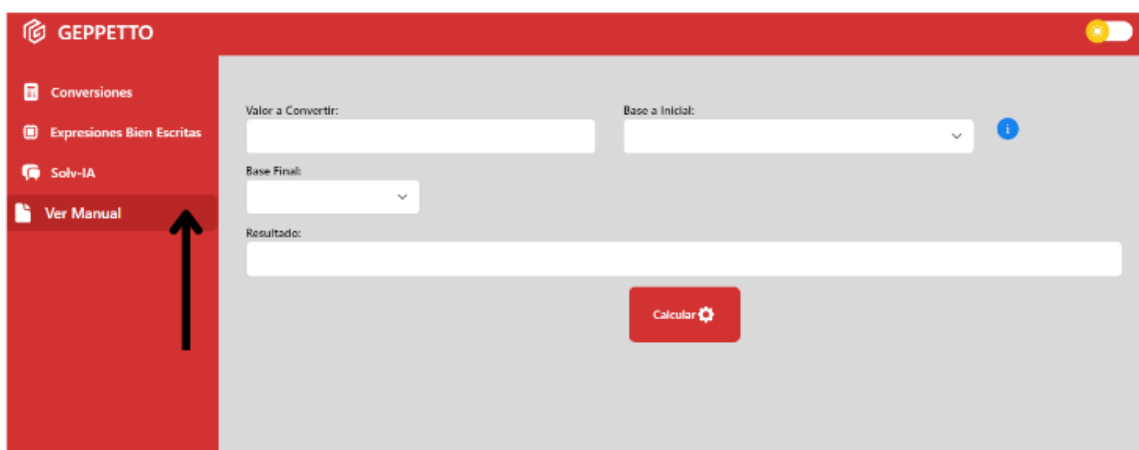 GEPPETTO
Conversiones
Expresiones Bien Escritas
Solv-IA
Ver Manual
Valor a Convertir:
Base a Inicial:
i
Base Final:
Resultado:
Calcular